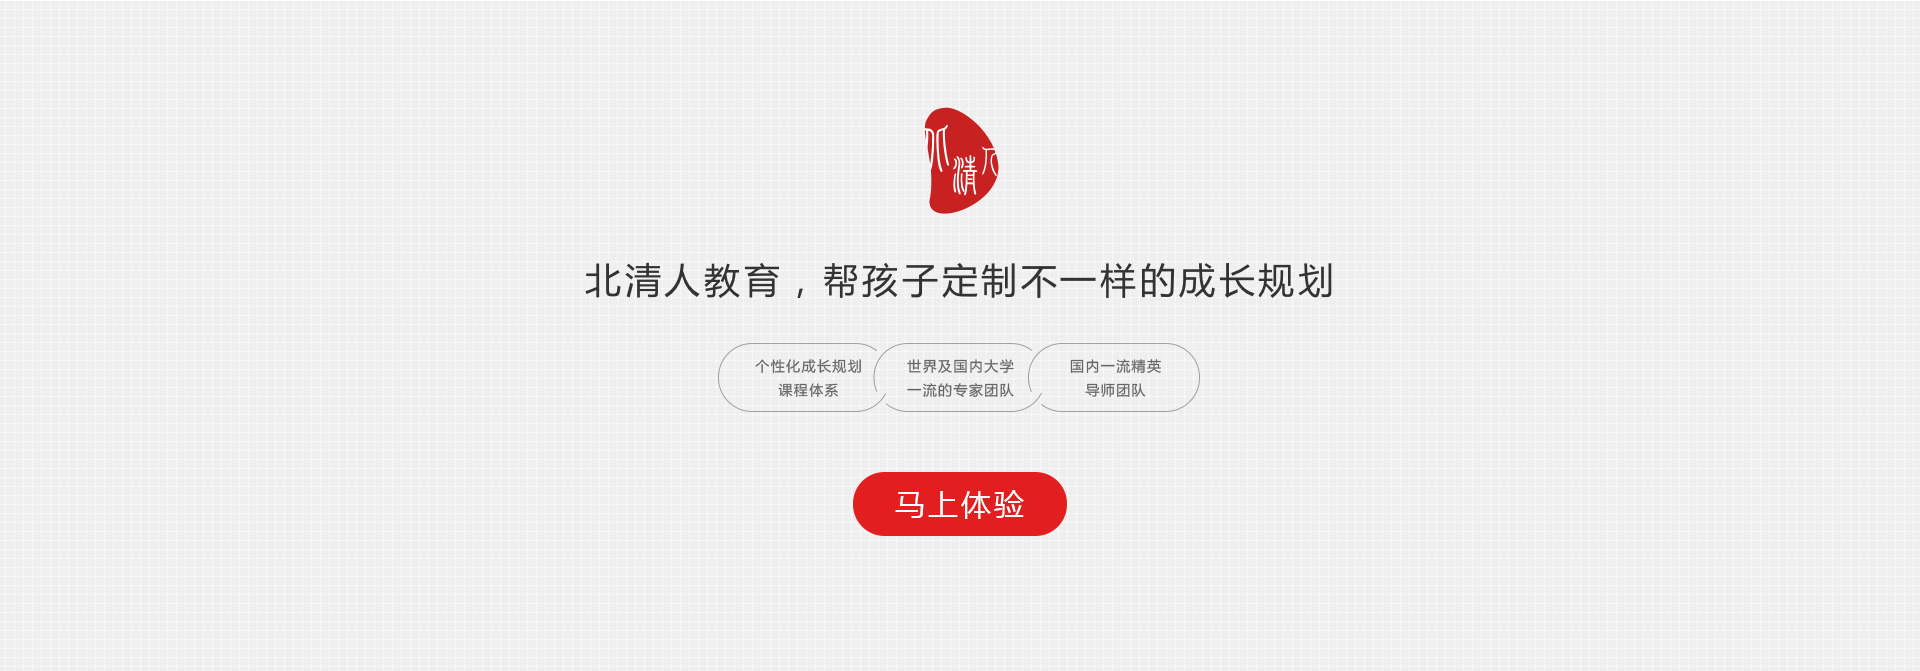 北清人
北清人教育，帮孩子定制不一样的成长规划
个性化成长规划
课程体系
世界及国内大学
一流的专家团队
国内一流精英
导师团队
马上体验